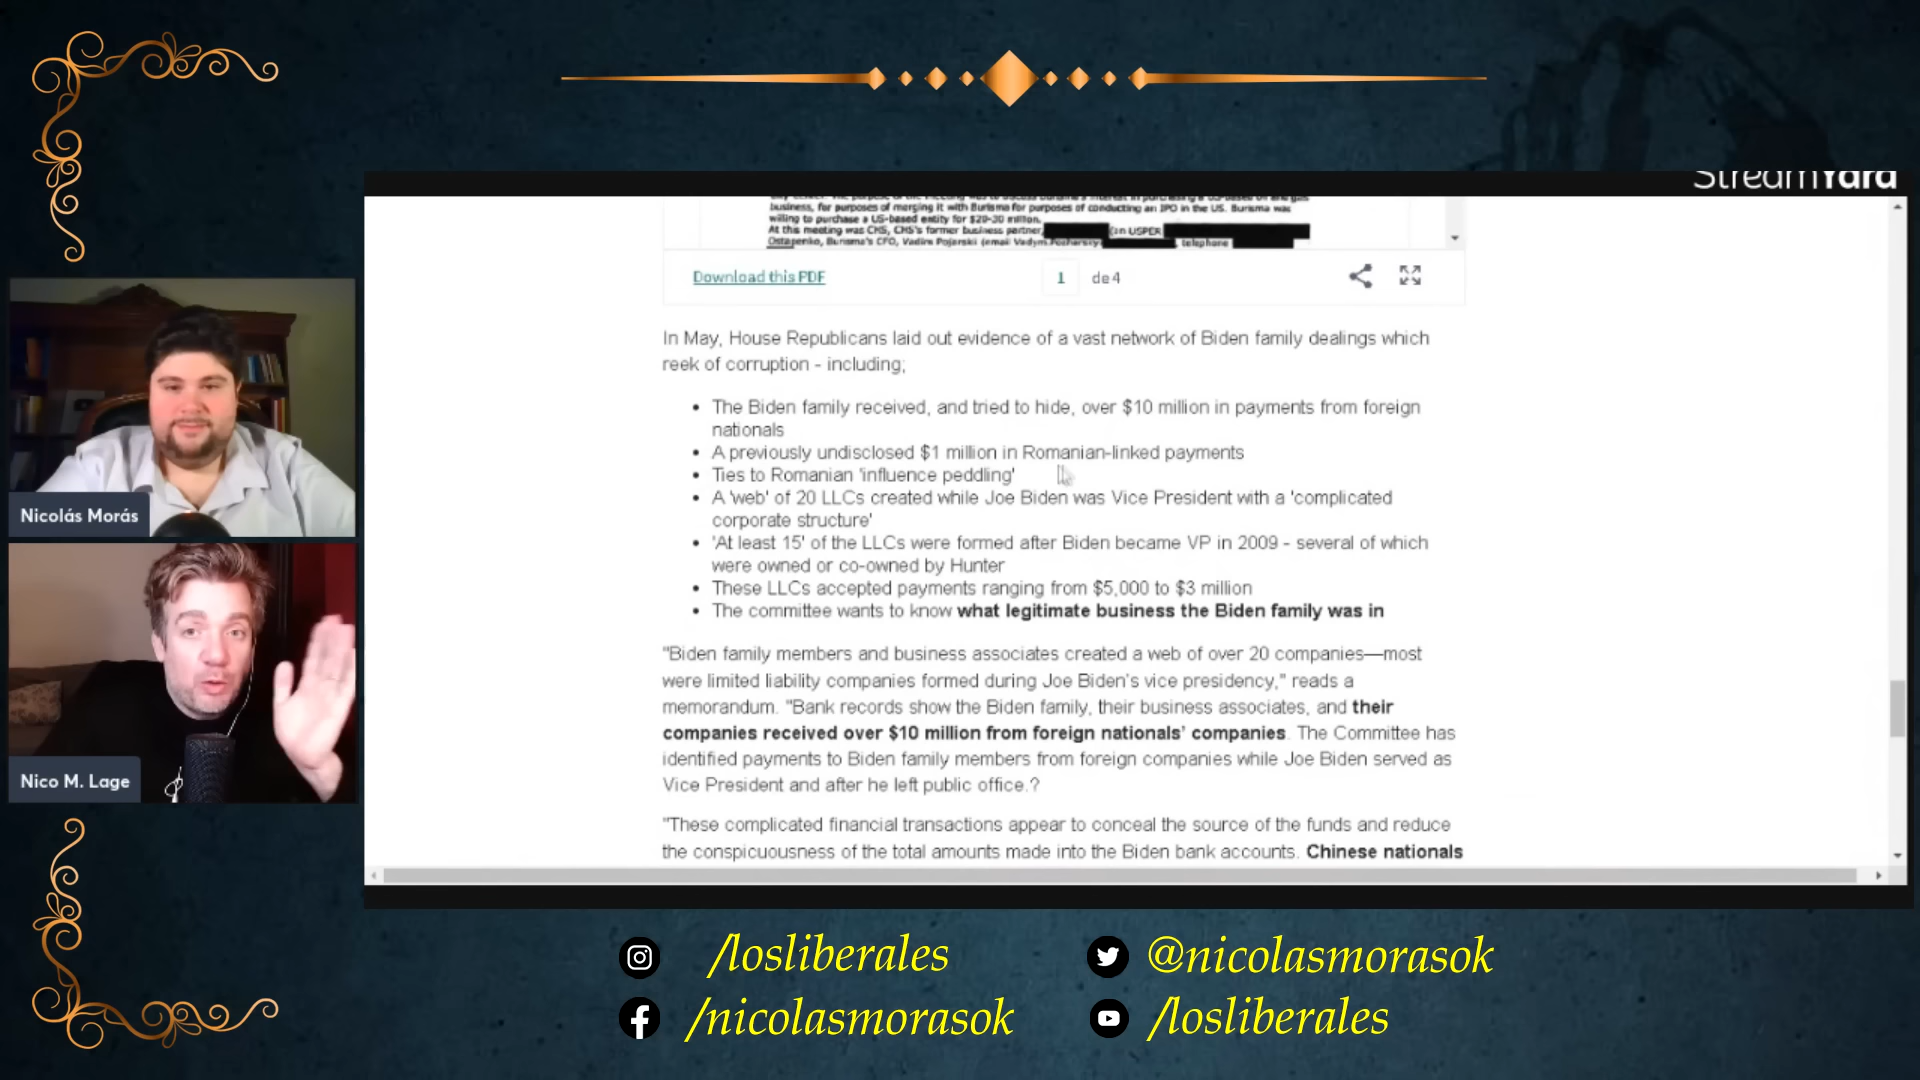 StreamYard
business, for purposes of merging it with Burisma for purposes of conducting an IPO in the US. Burisma was
willing to purchase a US-based entity for $20-30 million.
At this meeting was CHS, CHS's former business partner, (in USPER
Ostapenko, Burisma's CFO, Vadim Pojarski (email Vadym.Pozharskyi , telephone
Download this PDF
1 de 4
In May, House Republicans laid out evidence of a vast network of Biden family dealings which
reek of corruption - including;
• The Biden family received, and tried to hide, over $10 million in payments from foreign
nationals
• A previously undisclosed $1 million in Romanian-linked payments
• Ties to Romanian 'influence peddling'
• A 'web' of 20 LLCs created while Joe Biden was Vice President with a 'complicated
corporate structure'
• 'At least 15' of the LLCs were formed after Biden became VP in 2009 - several of which
were owned or co-owned by Hunter
• These LLCs accepted payments ranging from $5,000 to $3 million
• The committee wants to know what legitimate business the Biden family was in
"Biden family members and business associates created a web of over 20 companies—most
were limited liability companies formed during Joe Biden's vice presidency," reads a
memorandum. "Bank records show the Biden family, their business associates, and their
companies received over $10 million from foreign nationals' companies. The Committee has
identified payments to Biden family members from foreign companies while Joe Biden served as
Vice President and after he left public office.?
"These complicated financial transactions appear to conceal the source of the funds and reduce
the conspicuousness of the total amounts made into the Biden bank accounts. Chinese nationals
Nicolás Morás
Nico M. Lage
/losliberales
@nicolasmorasok
/nicolasmorasok
/losliberales